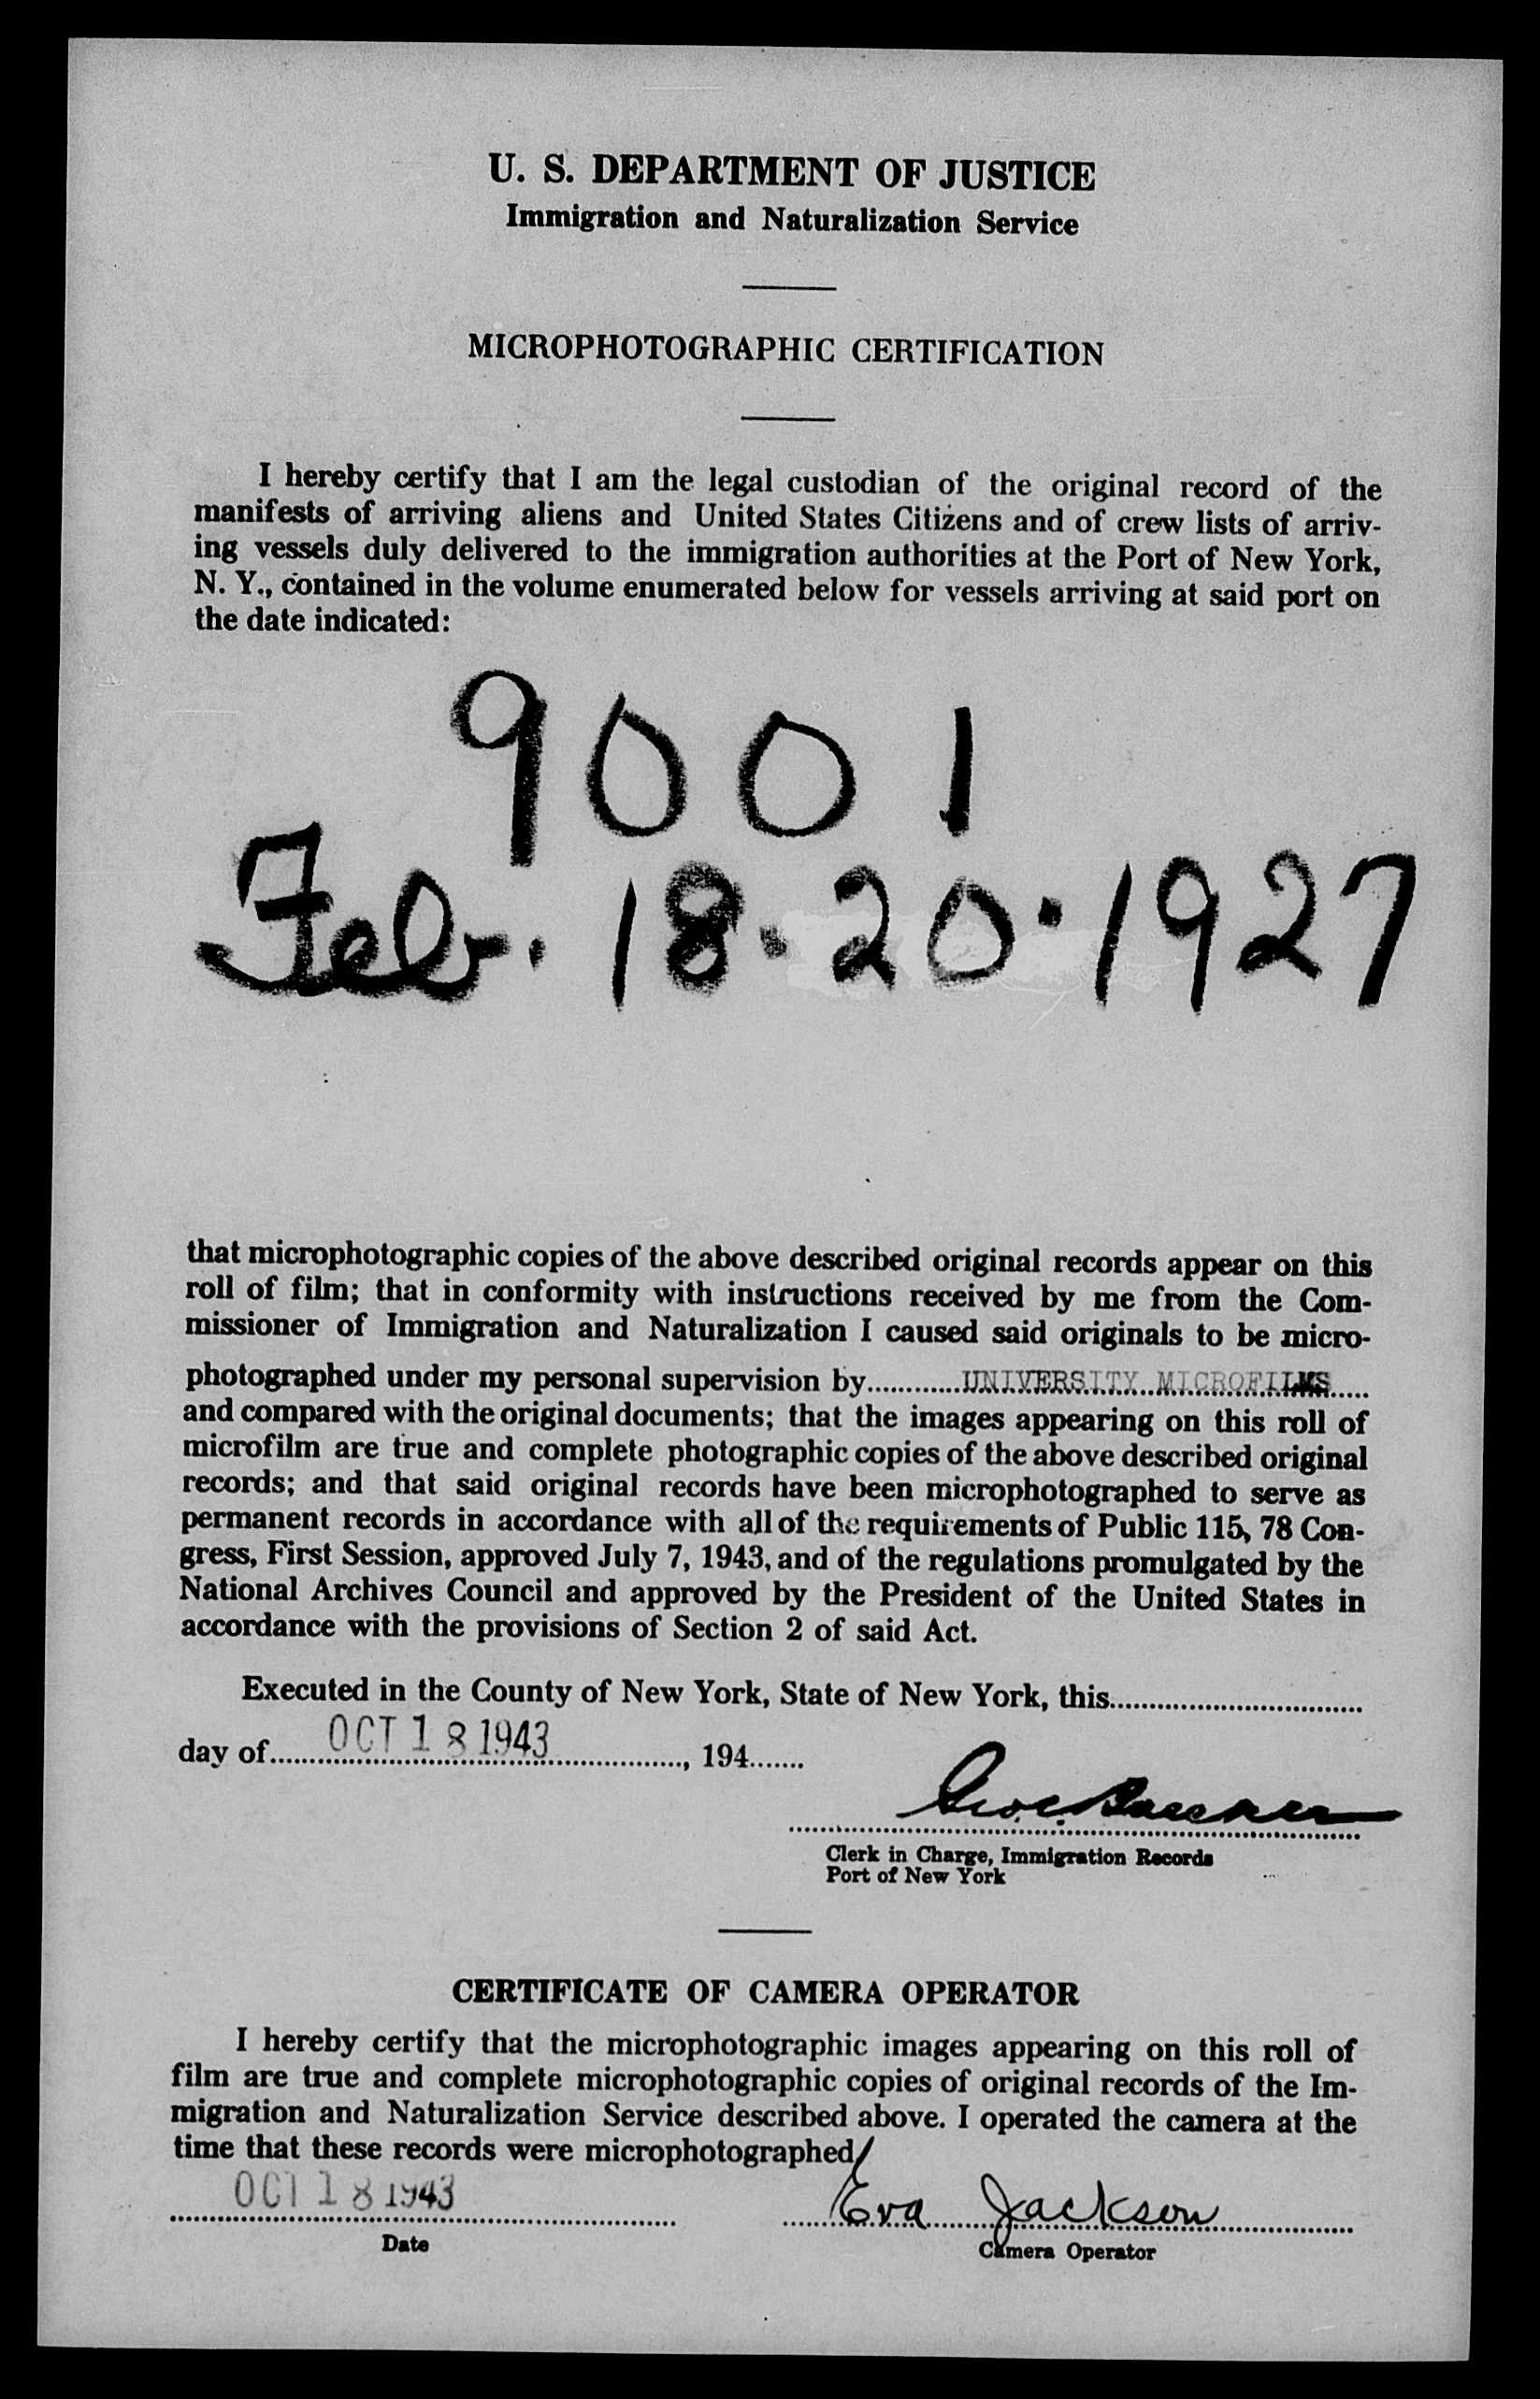 U. S. DEPARTMENT OF JUSTICE
Immigration and Naturalization Service
MICROPHOTOGRAPHIC CERTIFICATION
I hereby certify that I am the legal custodian of the original record of the
manifests of arriving aliens and United States Citizens and of crew lists of arriv-
ing vessels duly delivered to the immigration authorities at the Port of New York,
N. Y., contained in the volume enumerated below for vessels arriving at said port on
the date indicated:
9001
Feb. 18-20-1927
that microphotographic copies of the above described original records appear on this
roll of film; that in conformity with instructions received by me from the Com-
missioner of Immigration and Naturalization I caused said originals to be micro-
photographed under my personal supervision by............UNIVERSITY MICROFILMS.....
and compared with the original documents; that the images appearing on this roll of
microfilm are true and complete photographic copies of the above described original
records; and that said original records have been microphotographed to serve as
permanent records in accordance with all of the requirements of Public 115, 78 Con-
gress, First Session, approved July 7, 1943, and of the regulations promulgated by the
National Archives Council and approved by the President of the United States in
accordance with the provisions of Section 2 of said Act.
Executed in the County of New York, State of New York, this................................
day of......OCT 18 1943................, 194.......
Clerk in Charge, Immigration Records
Port of New York
CERTIFICATE OF CAMERA OPERATOR
I hereby certify that the microphotographic images appearing on this roll of
film are true and complete microphotographic copies of original records of the Im-
migration and Naturalization Service described above. I operated the camera at the
time that these records were microphotographed
OCT 18 1943 Eva Jackson
Date Camera Operator